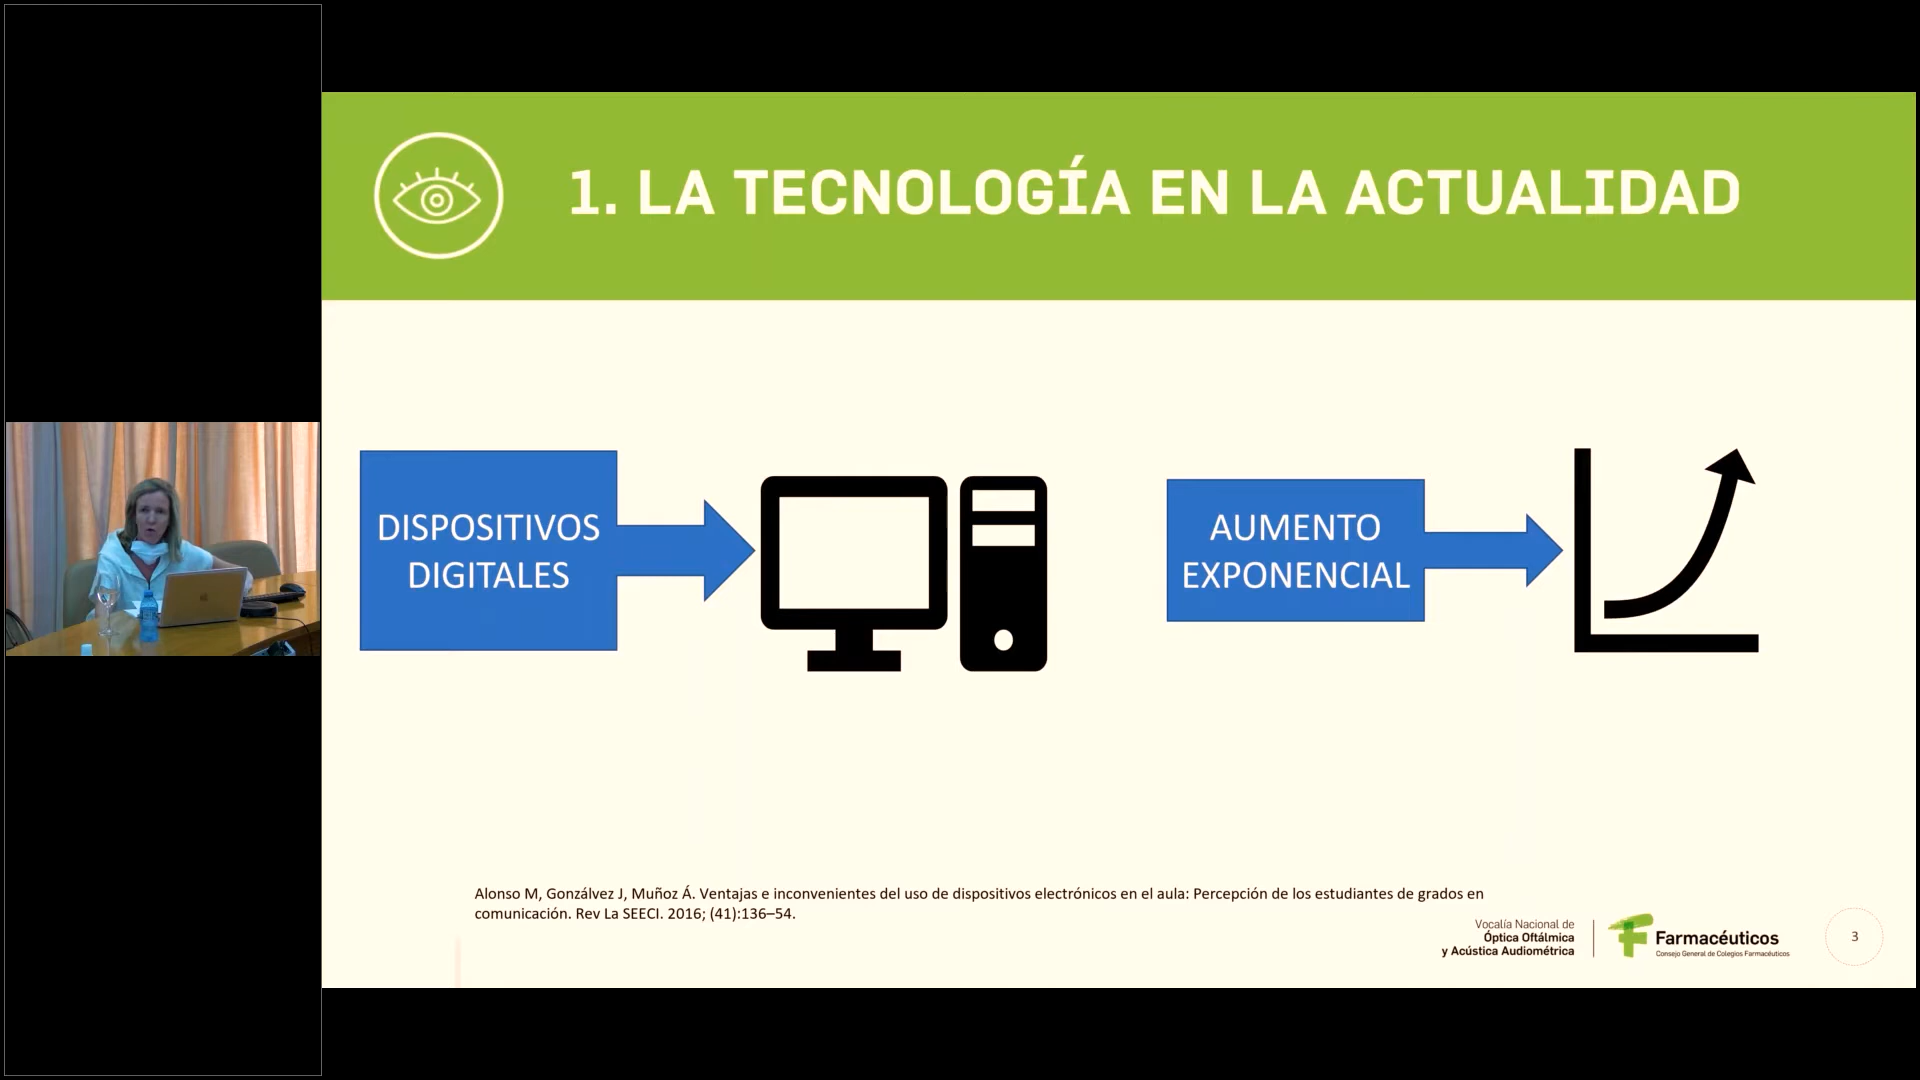 1. LA TECNOLOGÍA EN LA ACTUALIDAD
DISPOSITIVOS
DIGITALES
AUMENTO
EXPONENCIAL
Alonso M, Gonzálvez J, Muñoz Á. Ventajas e inconvenientes del uso de dispositivos electrónicos en el aula: Percepción de los estudiantes de grados en
comunicación. Rev La SEECI. 2016; (41):136–54.
Vocalía Nacional de
Óptica Oftálmica
y Acústica Audiométrica
Farmacéuticos
Consejo General de Colegios Farmacéuticos
3